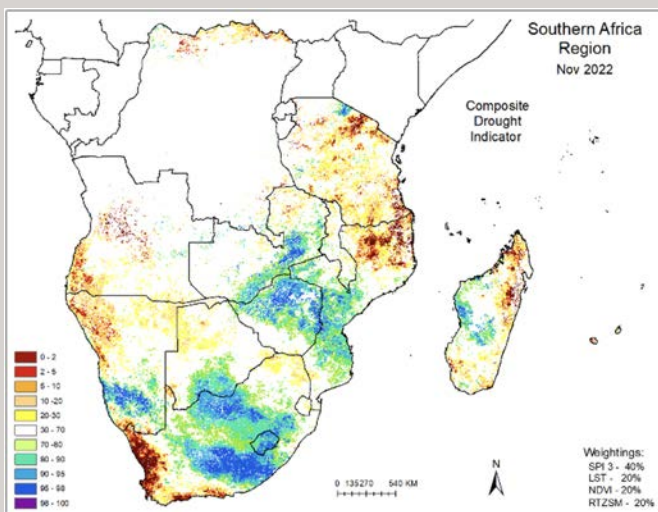 Southern Africa
Region
Nov 2022
Composite
Drought
Indicator
0 - 2
2 - 5
5 - 10
10 -20
20-30
30 - 70
70 - 80
80 - 90
90 - 95
95 - 98
98 - 100
0 135270 540 KM
N
Weightings:
SPI 3 - 40%
LST - 20%
NDVI - 20%
RTZSM - 20%